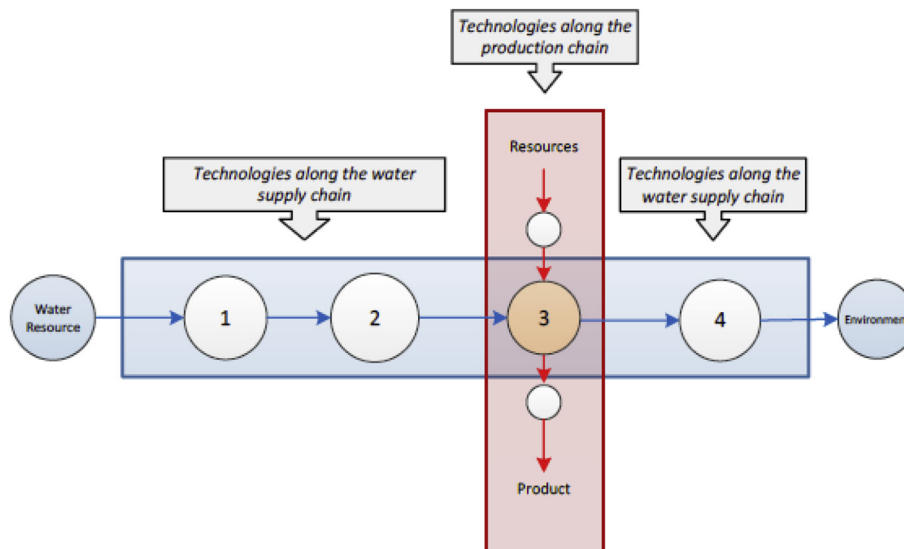 Technologies along the
production chain
Resources
Technologies along the water
supply chain
Technologies along the
water supply chain
Water
Resource
1
2
3
4
Environment
Product